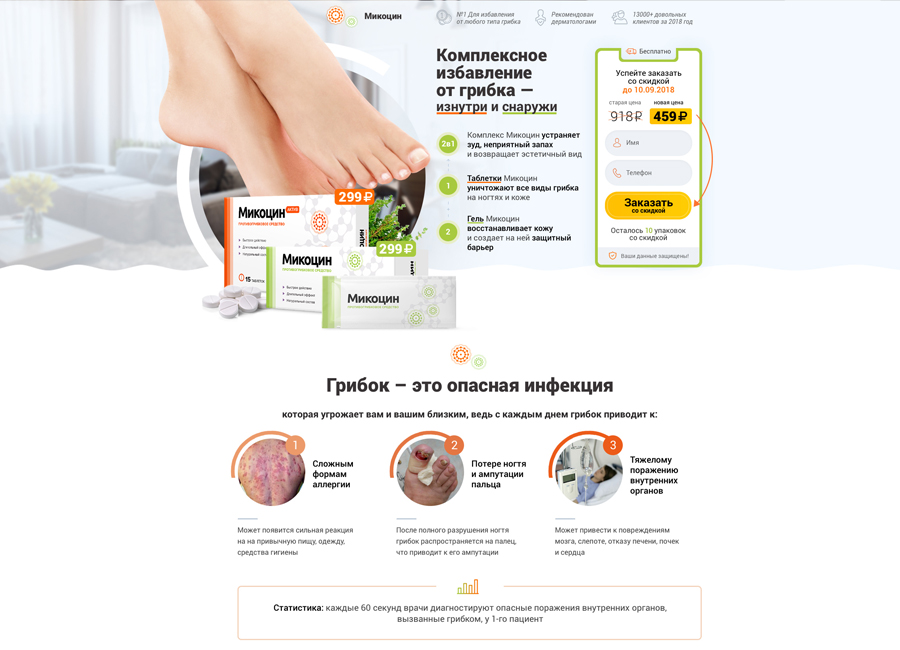 Микоцин
№1 Для избавления
от любого типа грибка
Рекомендован
дерматологами
13000+ довольных
клиентов за 2018 год
Комплексное
избавление
от грибка —
изнутри и снаружи
2в1
Комплекс Микоцин устраняет
зуд, неприятный запах
и возвращает эстетичный вид
1
Таблетки Микоцин
уничтожают все виды грибка
на ногтях и коже
2
Гель Микоцин
восстанавливает кожу
и создает на ней защитный
барьер
Бесплатно
Успейте заказать
со скидкой
до 10.09.2018
старая цена
новая цена
918 ₽
459 ₽
Имя
Телефон
Заказать
со скидкой
Осталось 10 упаковок
со скидкой
Ваши данные защищены!
299 ₽
Микоцин
299 ₽
Микоцин
15 таблеток
Микоцин
Грибок – это опасная инфекция
которая угрожает вам и вашим близким, ведь с каждым днем грибок приводит к:
1
Сложным
формам
аллергии
Может появится сильная реакция
на на привычную пищу, одежду,
средства гигиены
2
Потере ногтя
и ампутации
пальца
После полного разрушения ногтя
грибок распространяется на палец,
что приводит к его ампутации
3
Тяжелому
поражению
внутренних
органов
Может привести к повреждениям
мозга, слепоте, отказу печени, почек
и сердца
Статистика: каждые 60 секунд врачи диагностируют опасные поражения внутренних органов,
вызванные грибком, у 1-го пациент